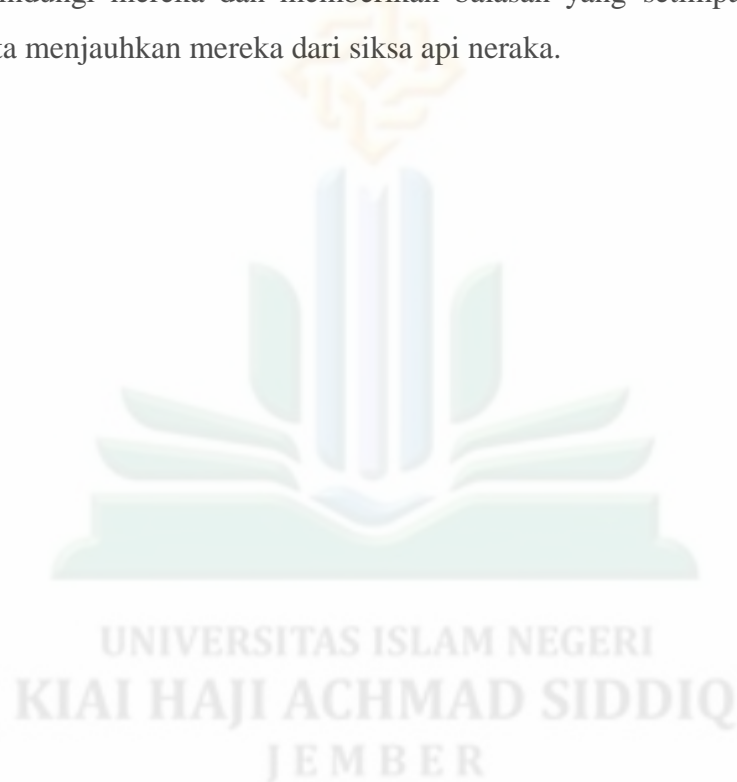 mereka dan memberikan balasan yang
menjauhkan mereka dari siksa api neraka.
UNIVERSITAS ISLAM NEGERI
KIAI HAJI ACHMAD SIDDIQ
JEMBER